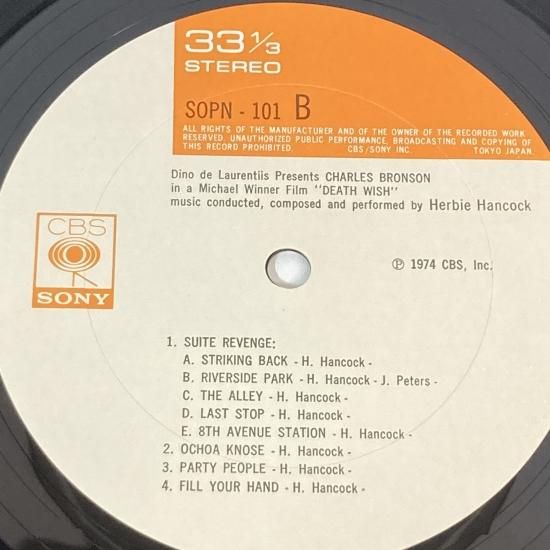 33 1/3
STEREO
SOPN - 101 B
ALL RIGHTS OF THE MANUFACTURER AND OF THE OWNER OF THE RECORDED WORK
RESERVED. UNAUTHORIZED PUBLIC PERFORMANCE, BROADCASTING AND COPYING OF
THIS RECORD PROHIBITED. CBS/SONY INC. TOKYO JAPAN.
Dino de Laurentiis Presents CHARLES BRONSON
in a Michael Winner Film "DEATH WISH"
music conducted, composed and performed by Herbie Hancock
CBS
SONY
℗ 1974 CBS, Inc.
1. SUITE REVENGE;
A. STRIKING BACK - H. Hancock -
B. RIVERSIDE PARK - H. Hancock - J. Peters -
C. THE ALLEY - H. Hancock -
D. LAST STOP - H. Hancock -
E. 8TH AVENUE STATION - H. Hancock -
2. OCHOA KNOSE - H. Hancock -
3. PARTY PEOPLE - H. Hancock -
4. FILL YOUR HAND - H. Hancock -